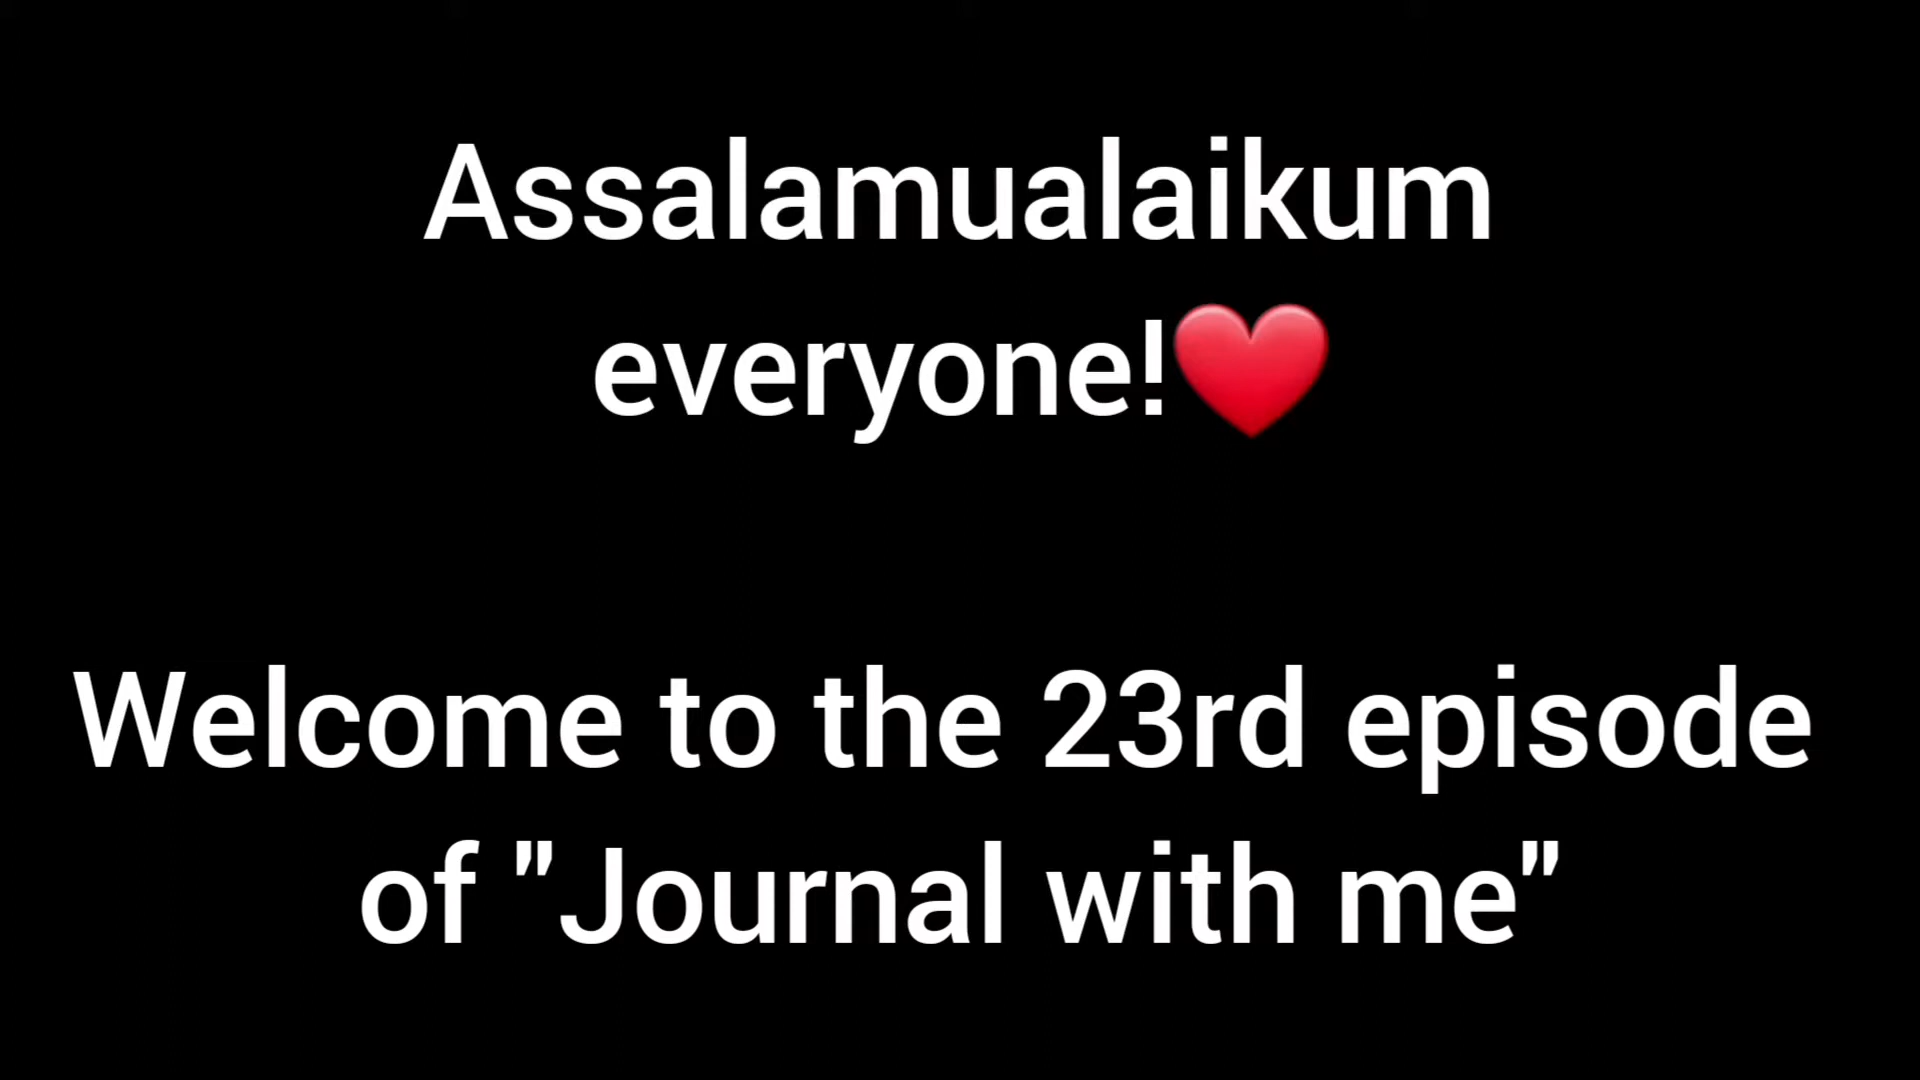 Assalamualaikum
everyone!❤️
Welcome to the 23rd episode
of "Journal with me"